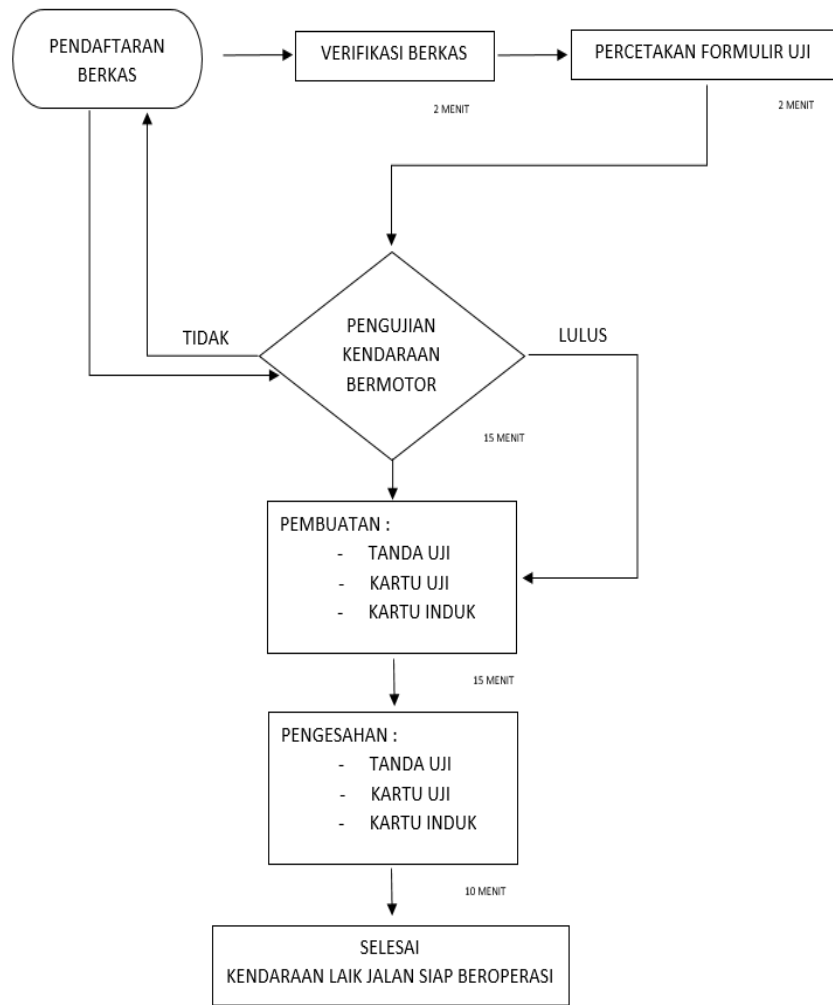 PENDAFTARAN
BERKAS
VERIFIKASI BERKAS
PERCETAKAN FORMULIR UJI
2 MENIT
2 MENIT
TIDAK
PENGUJIAN
KENDARAAN
BERMOTOR
LULUS
15 MENIT
PEMBUATAN :
- TANDA UJI
- KARTU UJI
- KARTU INDUK
15 MENIT
PENGESAHAN :
- TANDA UJI
- KARTU UJI
- KARTU INDUK
10 MENIT
SELESAI
KENDARAAN LAIK JALAN SIAP BEROPERASI